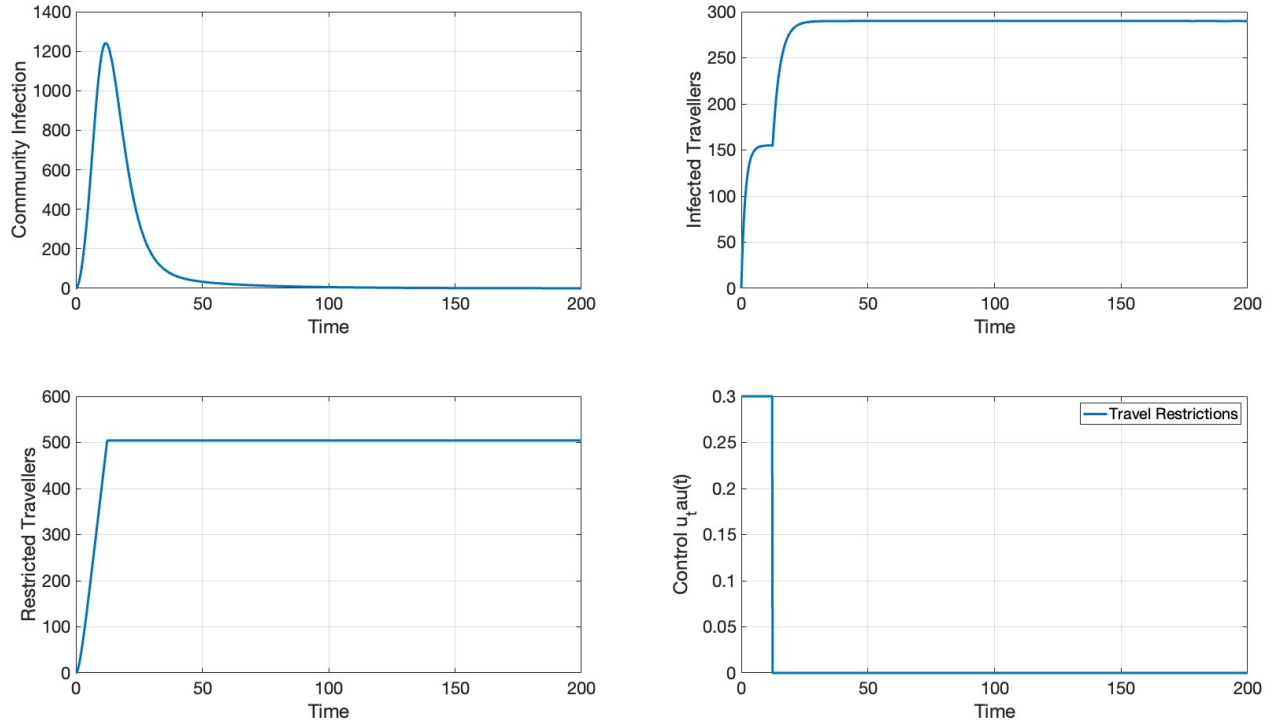 1400
1200
1000
800
600
400
200
0
Community Infection
0 50 100 150 200
Time
300
250
200
150
100
50
0
Infected Travellers
0 50 100 150 200
Time
600
500
400
300
200
100
0
Restricted Travellers
0 50 100 150 200
Time
0.3
0.25
0.2
0.15
0.1
0.05
0
Control u_tau(t)
Travel Restrictions
0 50 100 150 200
Time